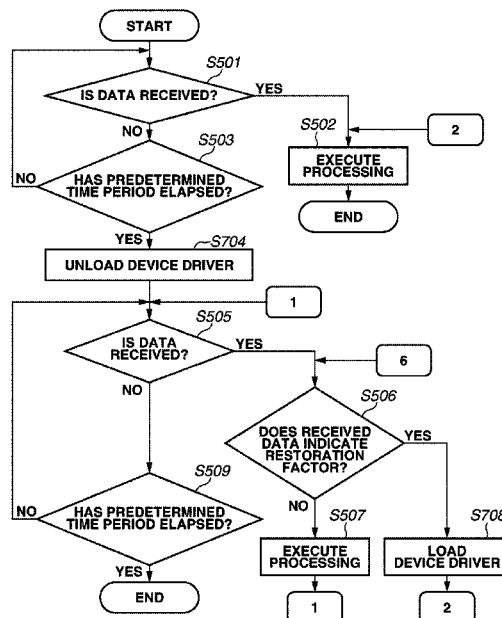 START
S501
IS DATA RECEIVED?
YES
NO
S502
2
S503
EXECUTE
PROCESSING
HAS PREDETERMINED
TIME PERIOD ELAPSED?
NO
END
YES
S704
UNLOAD DEVICE DRIVER
1
S505
IS DATA
RECEIVED?
YES
6
NO
S506
DOES RECEIVED
DATA INDICATE
RESTORATION
FACTOR?
YES
S509
NO
HAS PREDETERMINED
TIME PERIOD ELAPSED?
NO
S507
S708
EXECUTE
PROCESSING
LOAD
DEVICE DRIVER
YES
END
1
2